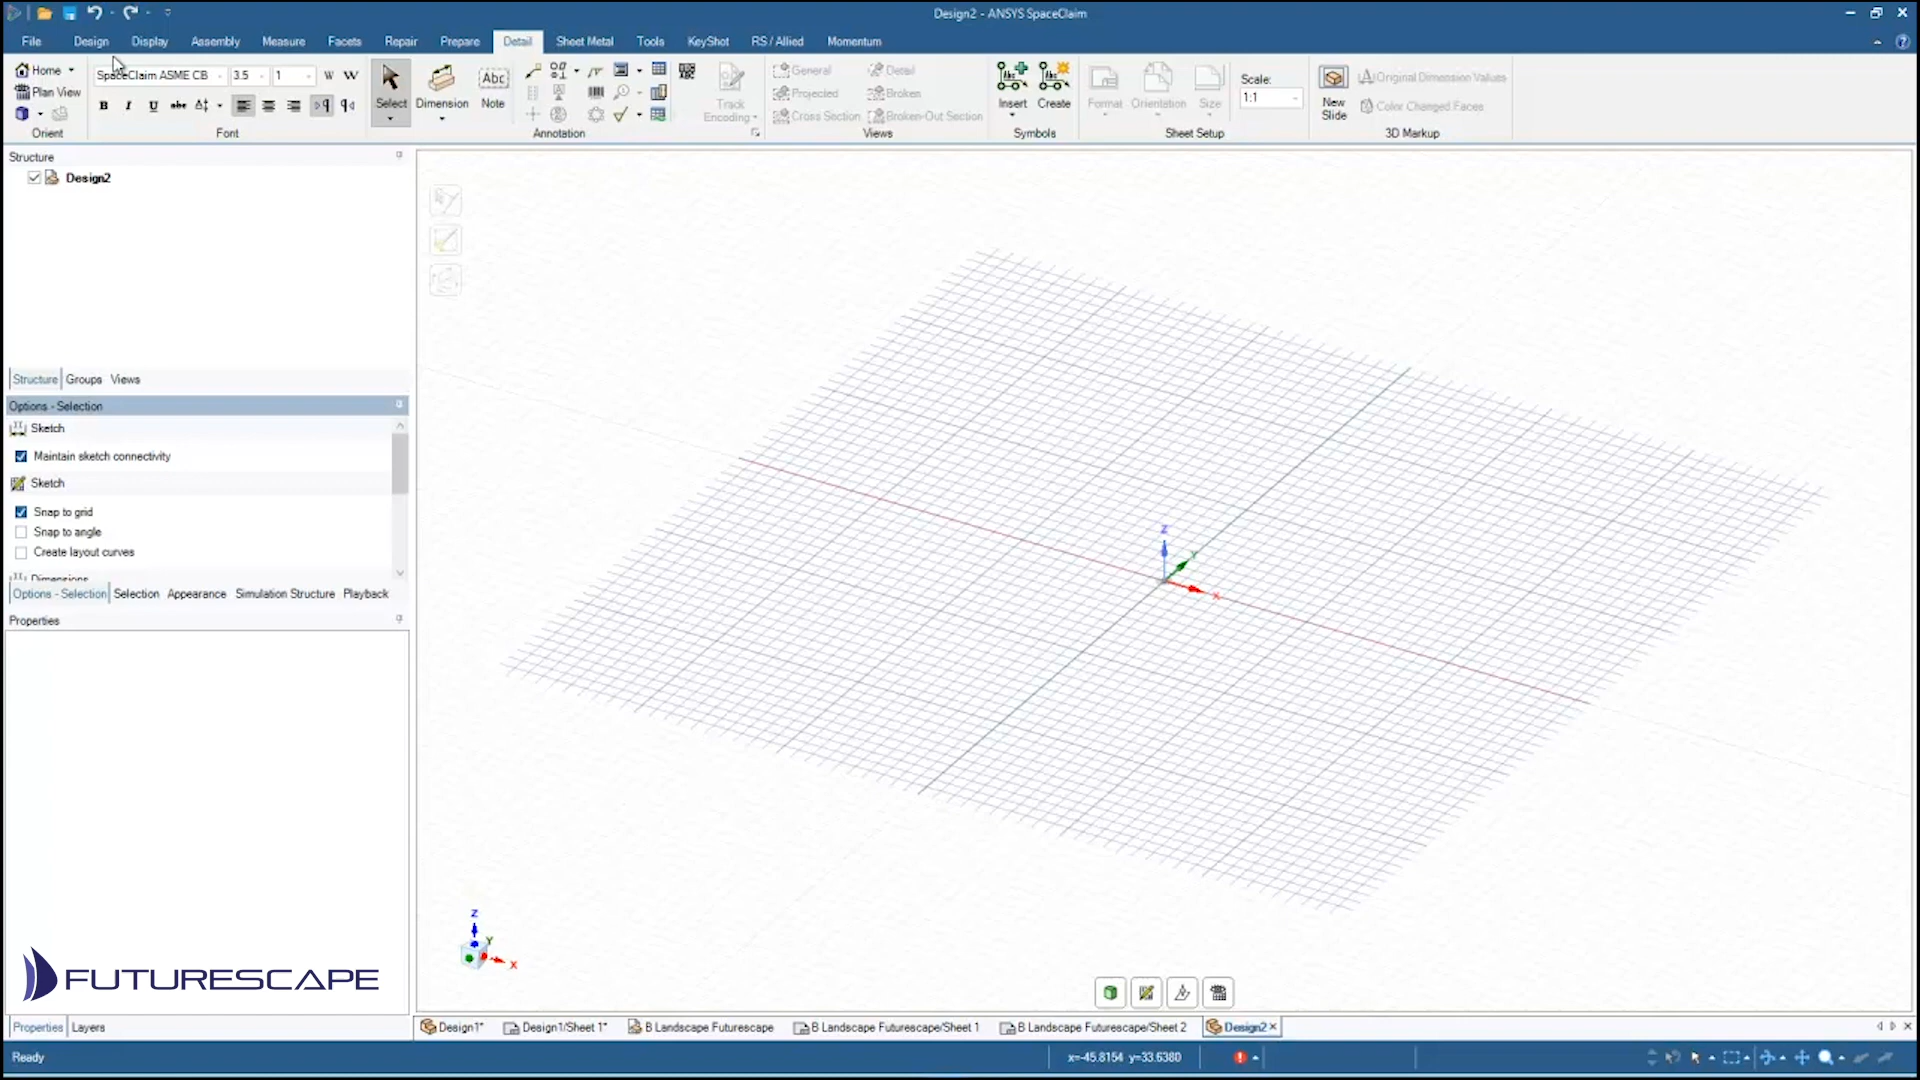 Design2 - ANSYS SpaceClaim
File Design Display Assembly Measure Facets Repair Prepare Detail Sheet Metal Tools KeyShot RS / Allied Momentum
Home SpaceClaim ASME CB 3.5 1 W W
Plan View
B I U abc
Orient Font
Select Dimension Abc Note
Annotation
Track Encoding
General Detail
Projected Broken
Cross Section Broken-Out Section
Views
Insert Create
Symbols
Format Orientation Size
Scale:
1:1
Sheet Setup
New Slide
Original Dimension Values
Color Changed Faces
3D Markup
Structure
Design2
Structure Groups Views
Options - Selection
Sketch
Maintain sketch connectivity
Sketch
Snap to grid
Snap to angle
Create layout curves
Dimensions
Options - Selection Selection Appearance Simulation Structure Playback
Properties
Z
Y
X
Z
Y
X
FUTURESCAPE
Properties Layers
Design1* Design1/Sheet 1* B Landscape Futurescape B Landscape Futurescape/Sheet 1 B Landscape Futurescape/Sheet 2 Design2
Ready
x=-45.8154 y=33.6380